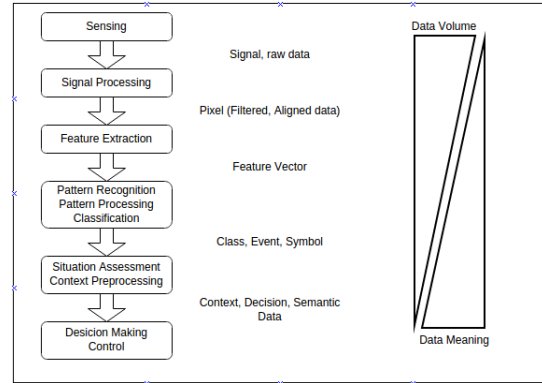 Sensing
Signal, raw data
Signal Processing
Pixel (Filtered, Aligned data)
Feature Extraction
Feature Vector
Pattern Recognition
Pattern Processing
Classification
Class, Event, Symbol
Situation Assessment
Context Preprocessing
Context, Decision, Semantic
Data
Desicion Making
Control
Data Volume
Data Meaning